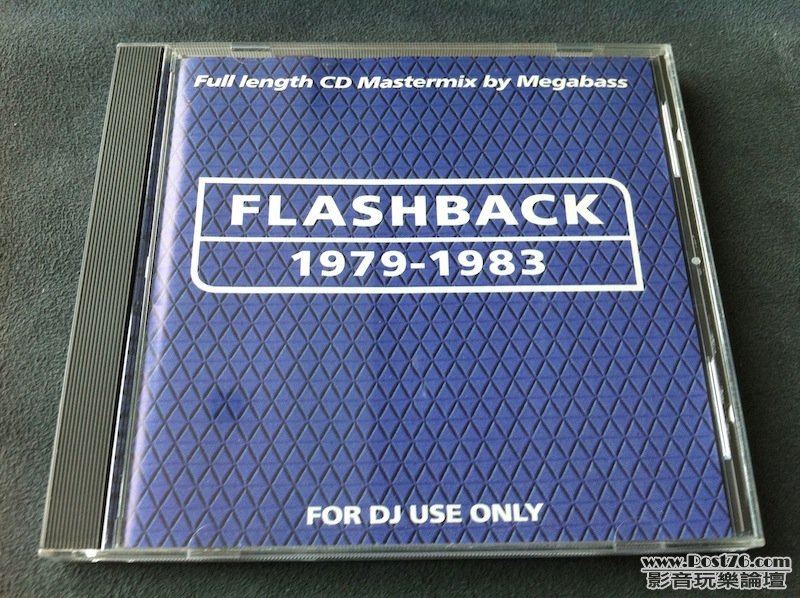 Full length CD Mastermix by Megabass
FLASHBACK
1979-1983
FOR DJ USE ONLY
www.Post76.com
影音玩樂論壇